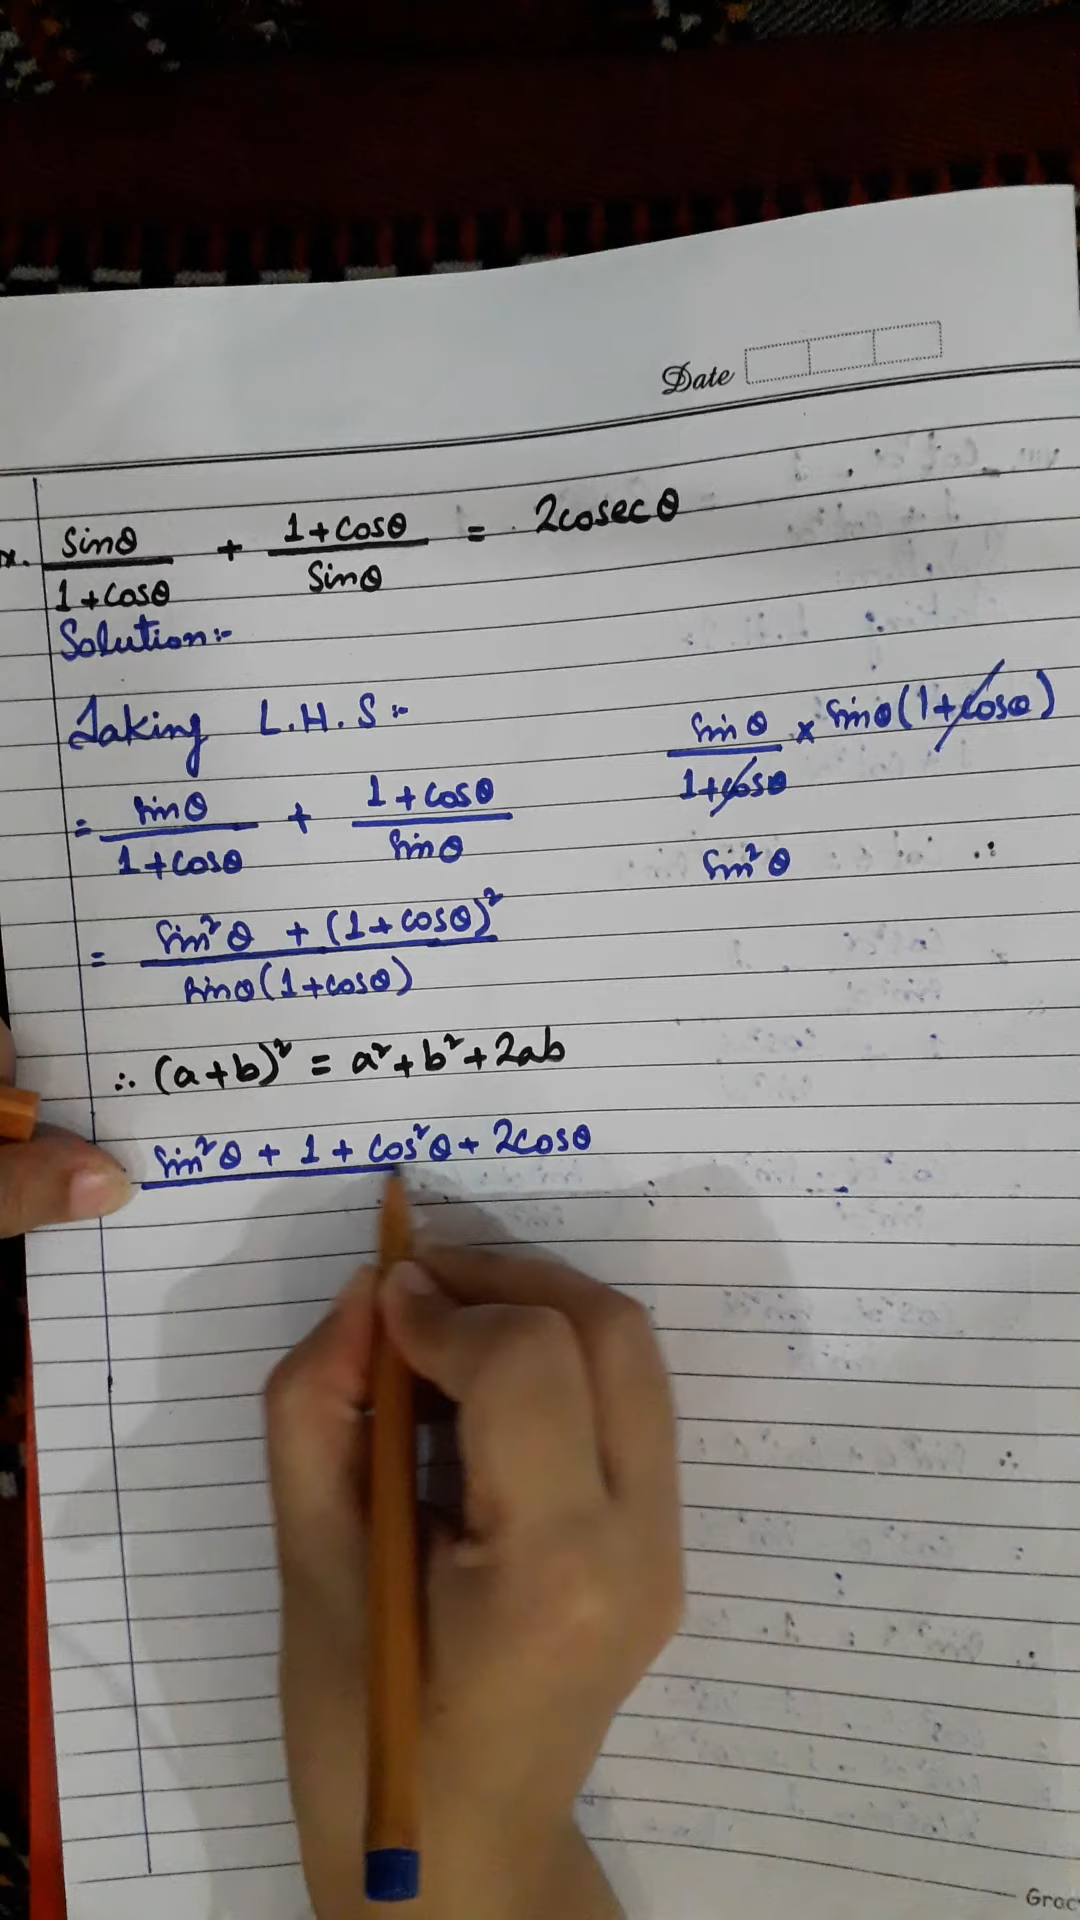 Date
sinθ/1+cosθ + 1+cosθ/sinθ = 2cosecθ
Solution:-
Taking L.H.S:-
= sinθ/1+cosθ + 1+cosθ/sinθ
sinθ/1+cosθ × sinθ(1+cosθ)
sin²θ
= sin²θ + (1+cosθ)²/sinθ(1+cosθ)
∴ (a+b)² = a²+b²+2ab
sin²θ + 1 + cos²θ + 2cosθ